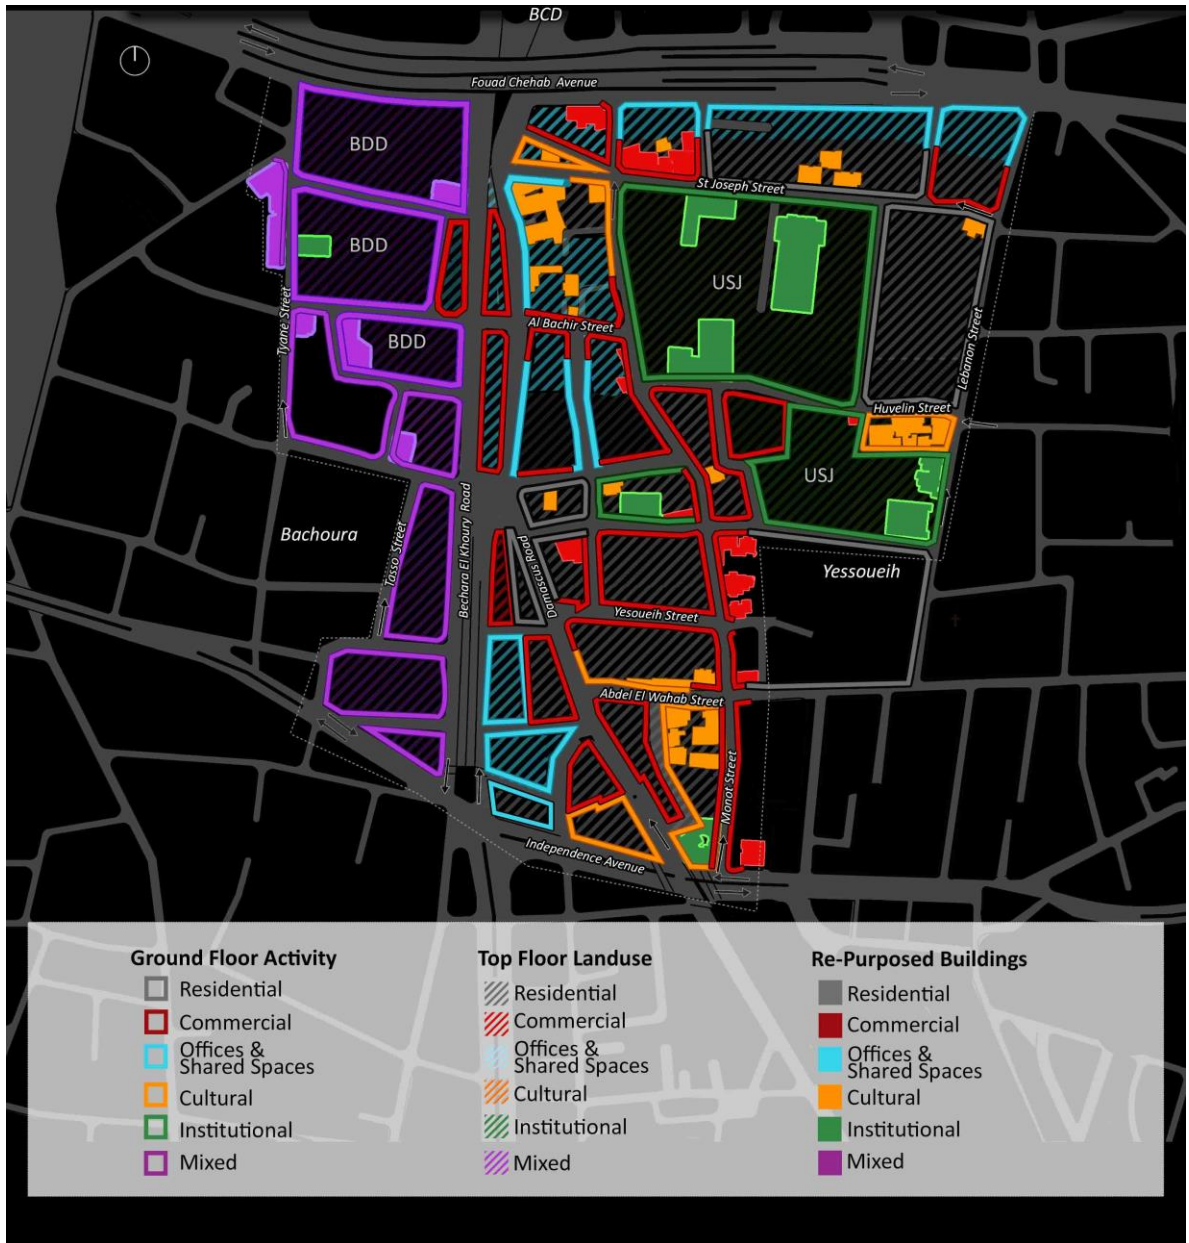 BCD
Fouad Chehab Avenue
BDD
St Joseph Street
BDD
USJ
Tyane Street
Al Bachir Street
BDD
Lebanon Street
Huvelin Street
USJ
Bachoura
Tasso Street
Bechara El Khoury Road
Damascus Road
Yessoueih
Yesoueih Street
Abdel El Wahab Street
Monot Street
Independence Avenue
Ground Floor Activity
Residential
Commercial
Offices &
Shared Spaces
Cultural
Institutional
Mixed
Top Floor Landuse
Residential
Commercial
Offices &
Shared Spaces
Cultural
Institutional
Mixed
Re-Purposed Buildings
Residential
Commercial
Offices &
Shared Spaces
Cultural
Institutional
Mixed